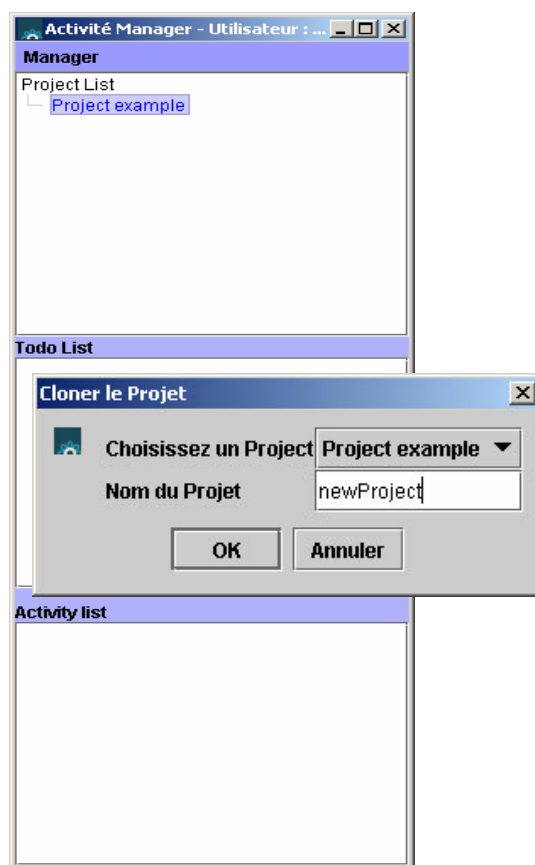 Activité Manager - Utilisateur : ...
Manager
Project List
Project example
Todo List
Cloner le Projet
Choisissez un Project Project example
Nom du Projet newProject
OK Annuler
Activity list